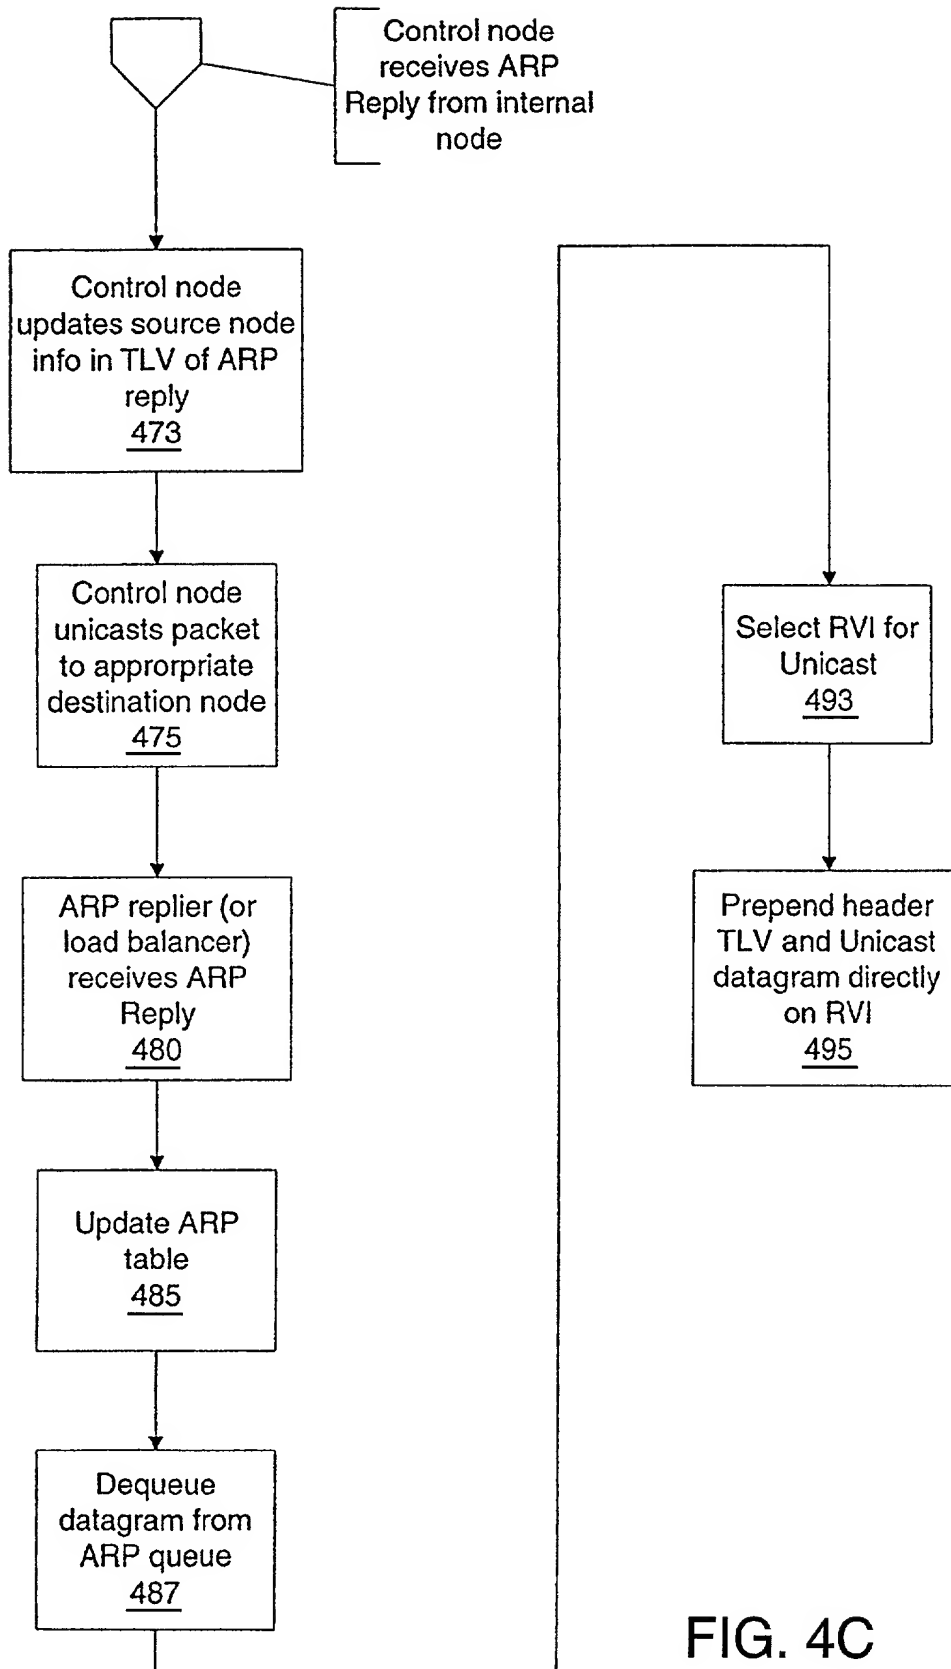 Control node
receives ARP
Reply from internal
node
Control node
updates source node
info in TLV of ARP
reply
473
Control node
unicasts packet
to approrpriate
destination node
475
ARP replier (or
load balancer)
receives ARP
Reply
480
Update ARP
table
485
Dequeue
datagram from
ARP queue
487
Select RVI for
Unicast
493
Prepend header
TLV and Unicast
datagram directly
on RVI
495
FIG. 4C